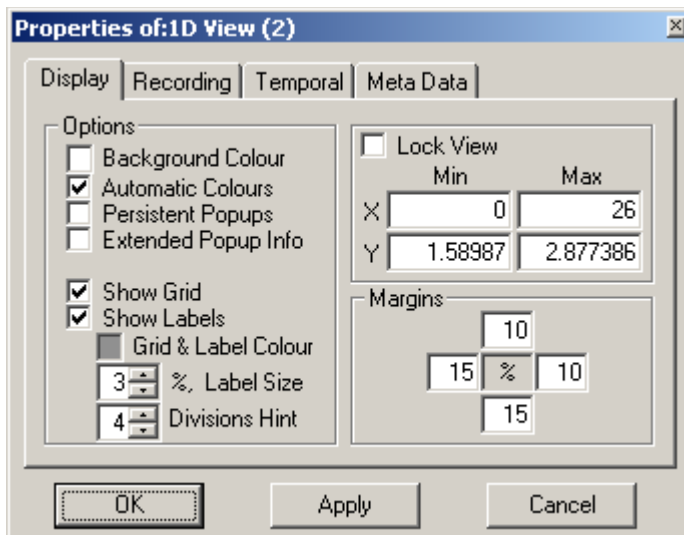 Properties of:1D View (2)
Display Recording Temporal Meta Data
Options
Background Colour
Automatic Colours
Persistent Popups
Extended Popup Info
Show Grid
Show Labels
Grid & Label Colour
3 %, Label Size
4 Divisions Hint
Lock View
Min Max
X 0 26
Y 1.58987 2.877386
Margins
10
15 % 10
15
OK Apply Cancel